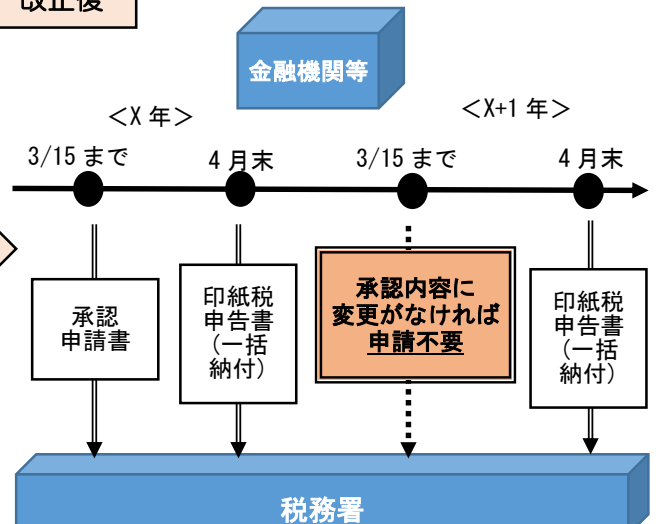 改正後
金融機関等
＜X 年＞
＜X+1 年＞
3/15 まで
4 月末
3/15 まで
4 月末
承認
申請書
印紙税
申告書
(一括
納付)
承認内容に
変更がなければ
申請不要
印紙税
申告書
(一括
納付)
税務署